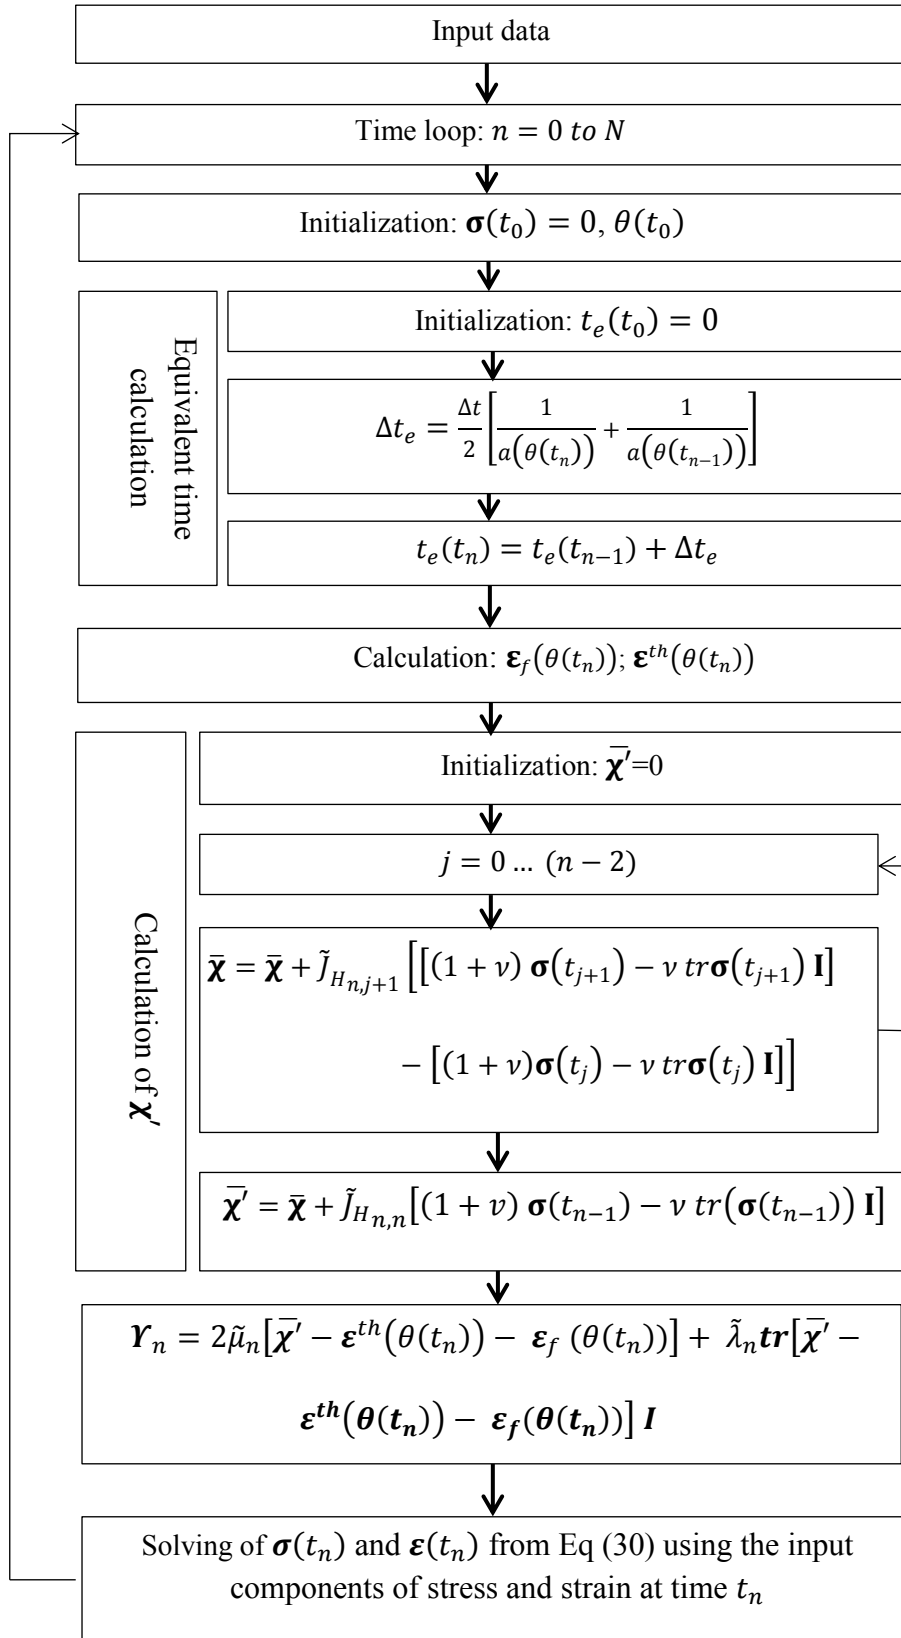 Input data
Time loop: n = 0 to N
Initialization: 𝛔(t₀) = 0, θ(t₀)
Equivalent time
calculation
Initialization: tₑ(t₀) = 0
Δtₑ = Δt/2 [1/a(θ(tₙ)) + 1/a(θ(tₙ₋₁))]
tₑ(tₙ) = tₑ(tₙ₋₁) + Δtₑ
Calculation: 𝛆_f(θ(tₙ)); 𝛆^th(θ(tₙ))
Calculation of 𝛘′
Initialization: 𝛘̅′=0
j = 0 … (n − 2)
𝛘̅ = 𝛘̅ + J̃_{H_{n,j+1}} [[(1 + ν) 𝛔(t_{j+1}) − ν tr𝛔(t_{j+1}) 𝐈]
− [(1 + ν)𝛔(t_j) − ν tr𝛔(t_j) 𝐈]]
𝛘̅′ = 𝛘̅ + J̃_{H_{n,n}}[(1 + υ) 𝛔(tₙ₋₁) − ν tr(𝛔(tₙ₋₁)) 𝐈]
𝜰ₙ = 2μ̃ₙ[𝛘̅′ − 𝜺^th(θ(tₙ)) − 𝜺_f (θ(tₙ))] + λ̃ₙ𝒕𝒓[𝛘̅′ −
𝜺^𝒕𝒉(𝜽(𝒕ₙ)) − 𝜺_𝒇(𝜽(𝒕ₙ))] 𝑰
Solving of 𝝈(tₙ) and 𝜺(tₙ) from Eq (30) using the input
components of stress and strain at time tₙ